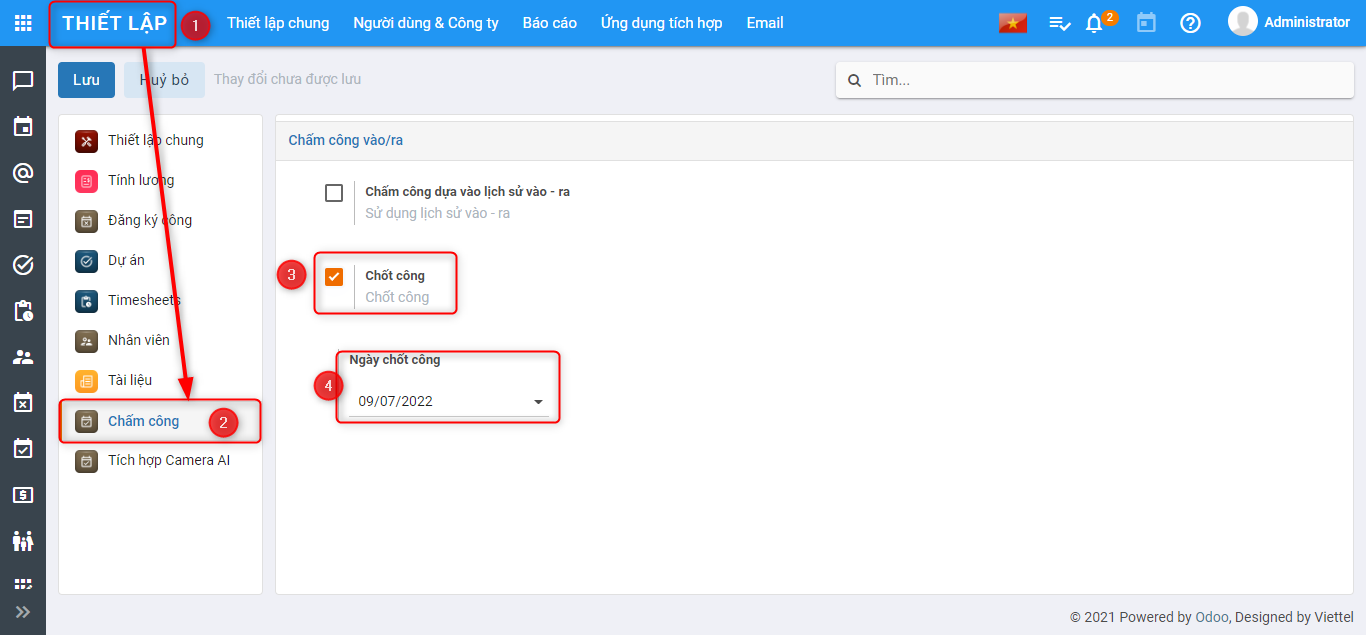 THIẾT LẬP 1 Thiết lập chung Người dùng & Công ty Báo cáo Ứng dụng tích hợp Email 2 Administrator
Lưu Huỷ bỏ Thay đổi chưa được lưu Tìm...
Thiết lập chung
Tính lương
Đăng ký công
Dự án
Timesheets
Nhân viên
Tài liệu
Chấm công 2
Tích hợp Camera AI
Chấm công vào/ra
Chấm công dựa vào lịch sử vào - ra
Sử dụng lịch sử vào - ra
3 Chốt công
Chốt công
Ngày chốt công
4 09/07/2022
© 2021 Powered by Odoo, Designed by Viettel